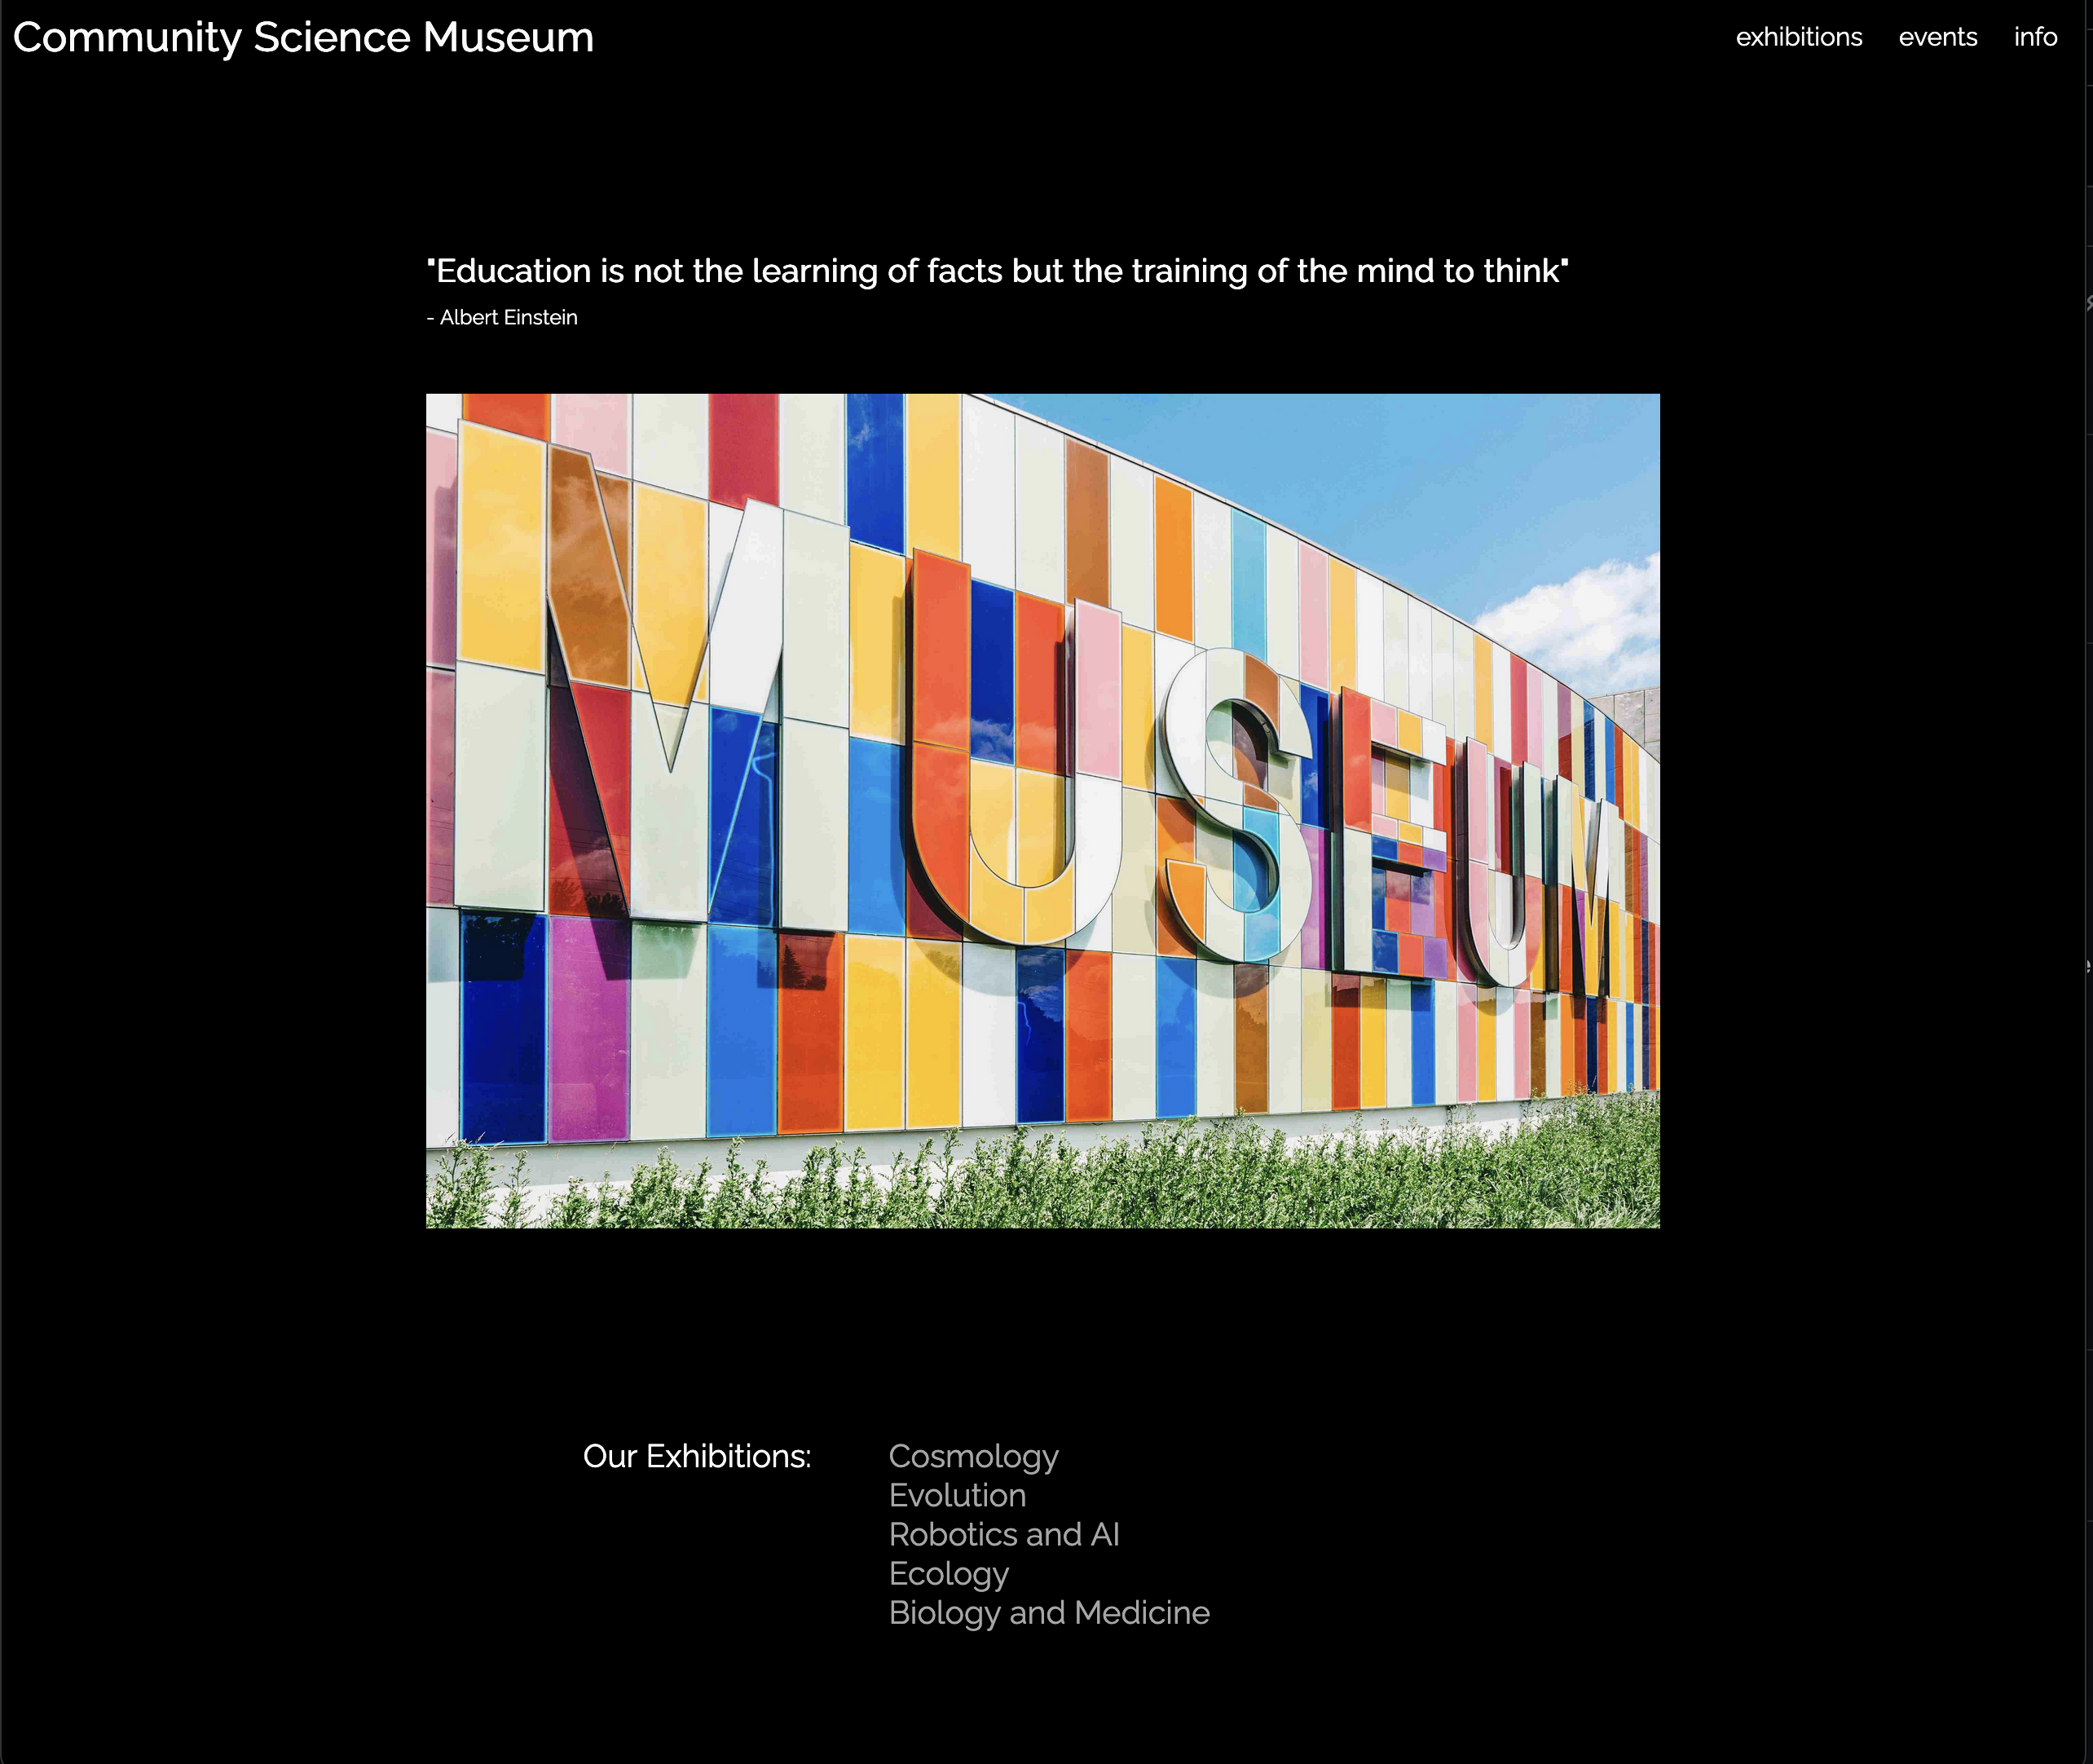 Community Science Museum
exhibitions events info
"Education is not the learning of facts but the training of the mind to think"
- Albert Einstein
MUSEUM
Our Exhibitions: Cosmology
Evolution
Robotics and AI
Ecology
Biology and Medicine